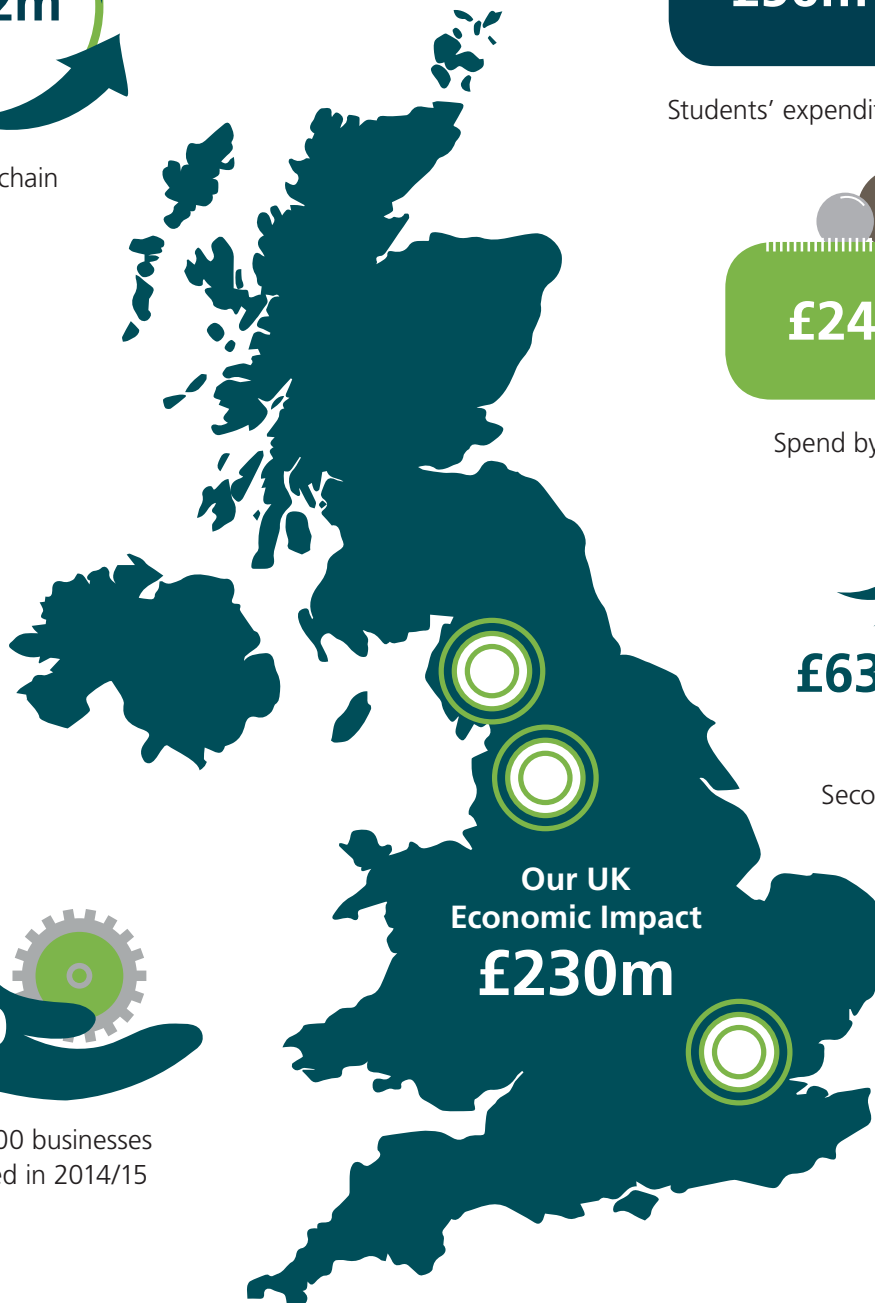 2m
chain
Students’ expendit
£24
Spend by
£63
Seco
Our UK
Economic Impact
£230m
00 businesses
ed in 2014/15